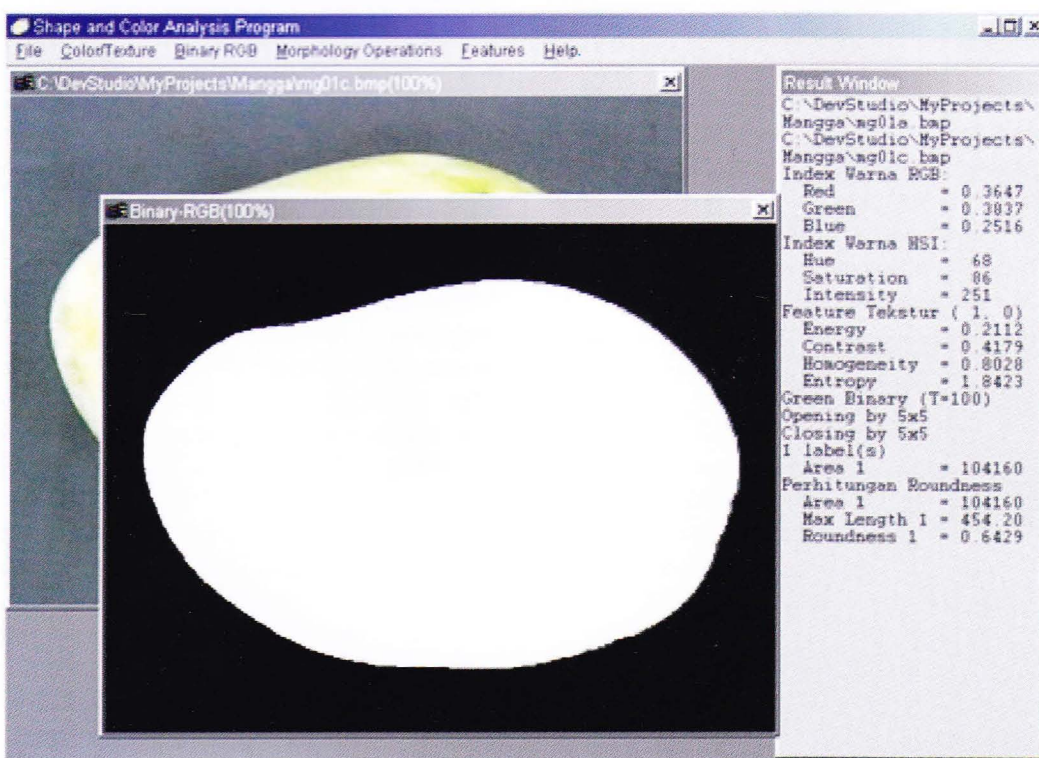 Shape and Color Analysis Program
File Color/Texture Binary RGB Morphology Operations Features Help.
C:\DevStudio\MyProjects\Mangga\mg01c.bmp(100%)
Binary-RGB(100%)
Result Window
C:\DevStudio\MyProjects\
Mangga\mg01a.bmp
C:\DevStudio\MyProjects\
Mangga\mg01c.bmp
Index Warna RGB:
Red = 0.3647
Green = 0.3837
Blue = 0.2516
Index Warna HSI:
Hue = 68
Saturation = 86
Intensity = 251
Feature Tekstur ( 1, 0)
Energy = 0.2112
Contrast = 0.4179
Homogeneity = 0.8028
Entropy = 1.8423
Green Binary (T=100)
Opening by 5x5
Closing by 5x5
1 label(s)
Area 1 = 104160
Perhitungan Roundness
Area 1 = 104160
Max Length 1 = 454.20
Roundness 1 = 0.6429